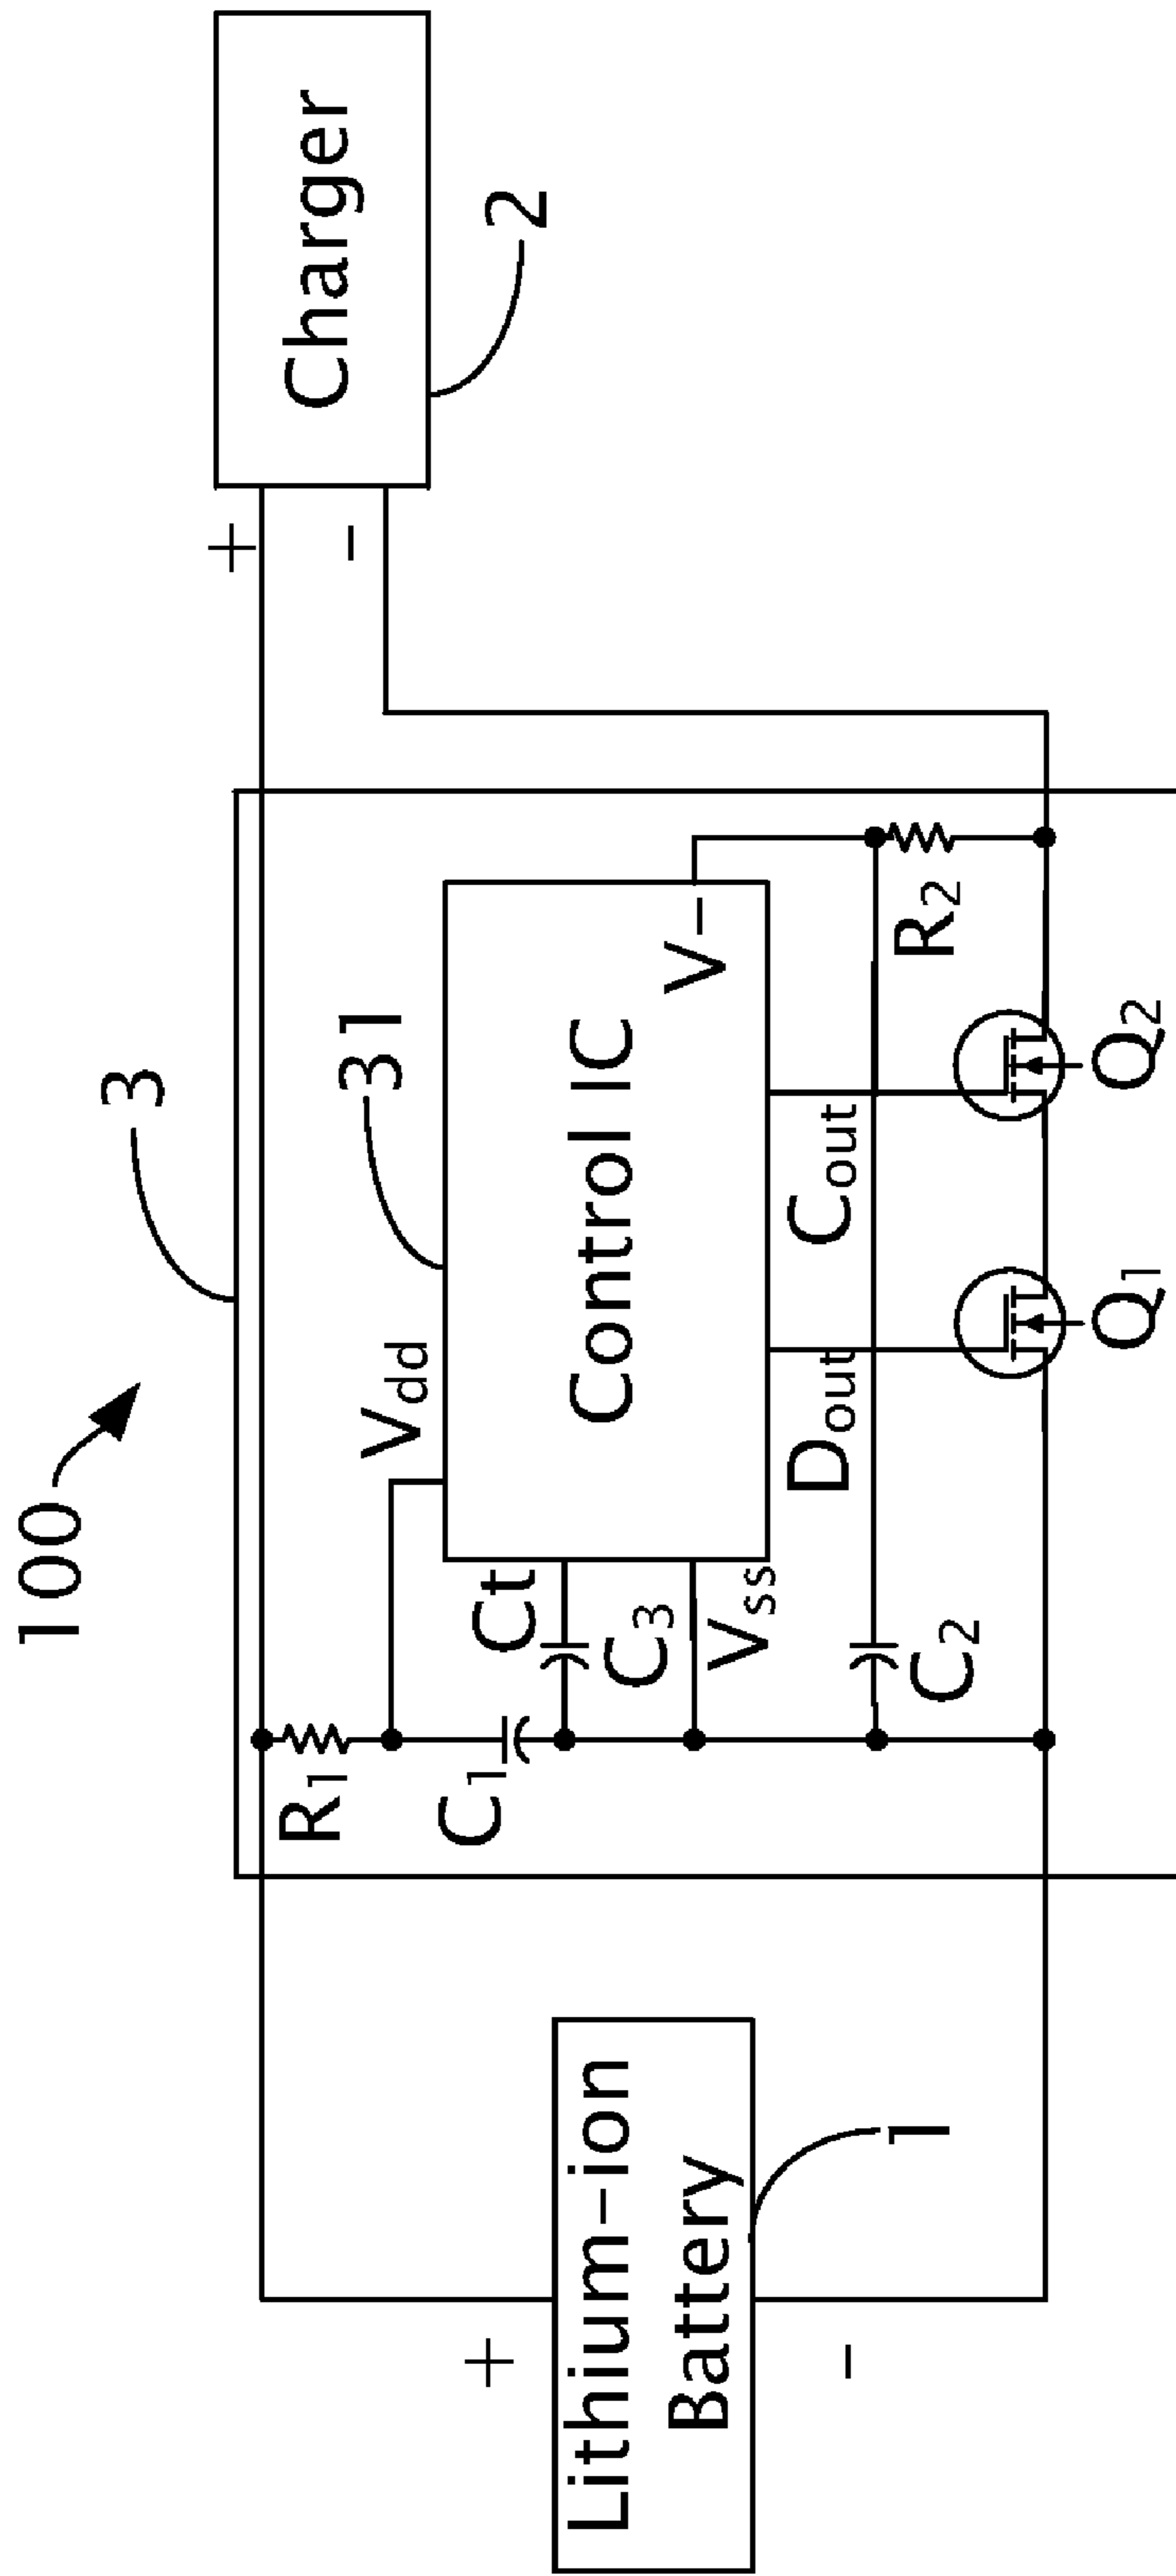 100
3
+
Charger
-
2
R1
Vdd
31
C1
Ct
Control IC
C3
V-
Vss
Dout
Cout
C2
R2
Q1
Q2
+
Lithium-ion
Battery
-
1